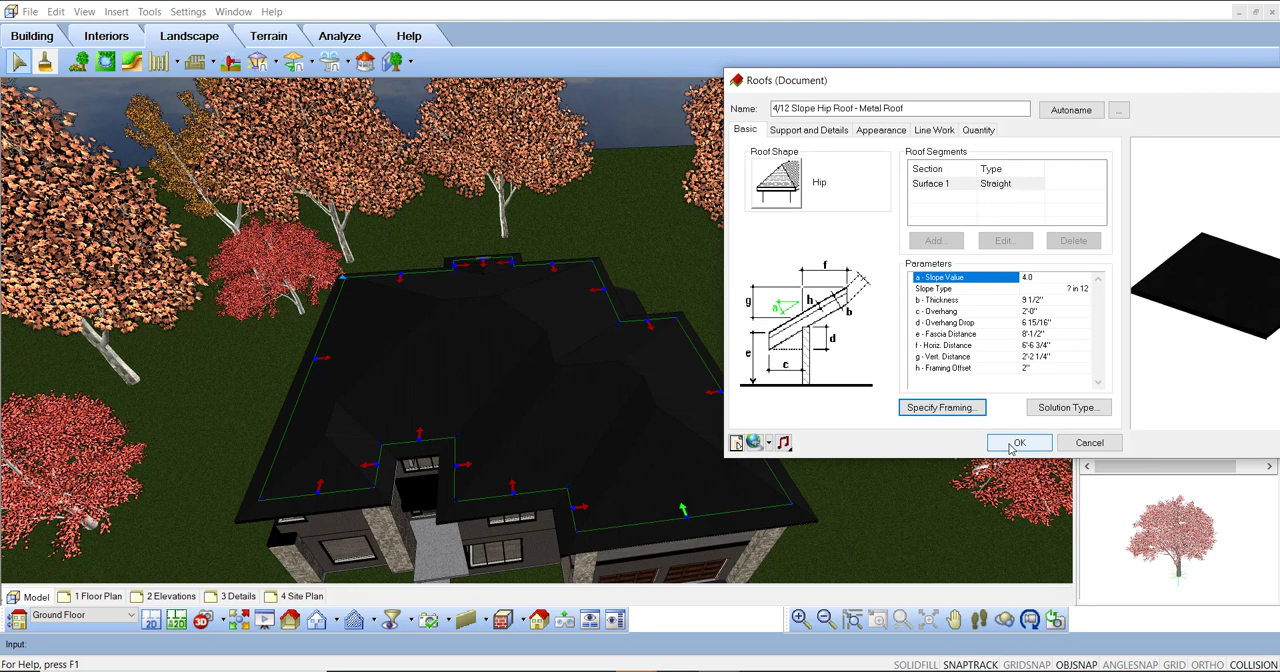 File Edit View Insert Tools Settings Window Help
Building Interiors Landscape Terrain Analyze Help
Roofs (Document)
Name: 4/12 Slope Hip Roof - Metal Roof Autoname ...
Basic Support and Details Appearance Line Work Quantity
Roof Shape
Hip
Roof Segments
Section Type
Surface 1 Straight
Add... Edit... Delete
Parameters
a - Slope Value 4.0
Slope Type ? in 12
b - Thickness 9 1/2"
c - Overhang 2'-0"
d - Overhang Drop 6 15/16"
e - Fascia Distance 8'-1/2"
f - Horiz. Distance 6'-6 3/4"
g - Vert. Distance 2'-2 1/4"
h - Framing Offset 2"
f
g
a
h
b
d
e
c
Specify Framing... Solution Type...
OK Cancel
Model 1 Floor Plan 2 Elevations 3 Details 4 Site Plan
Ground Floor 2D 3D
Input:
For Help, press F1 SOLIDFILL SNAPTRACK GRIDSNAP OBJSNAP ANGLESNAP GRID ORTHO COLLISION